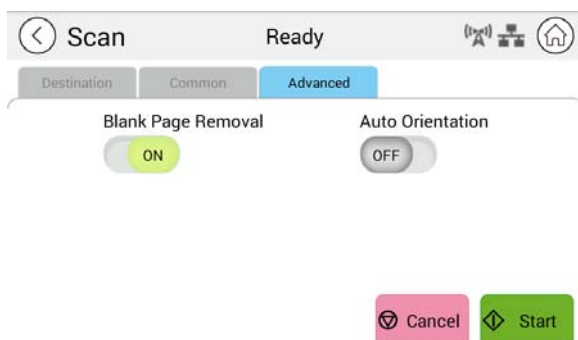 Scan Ready
Destination Common Advanced
Blank Page Removal Auto Orientation
ON OFF
Cancel Start